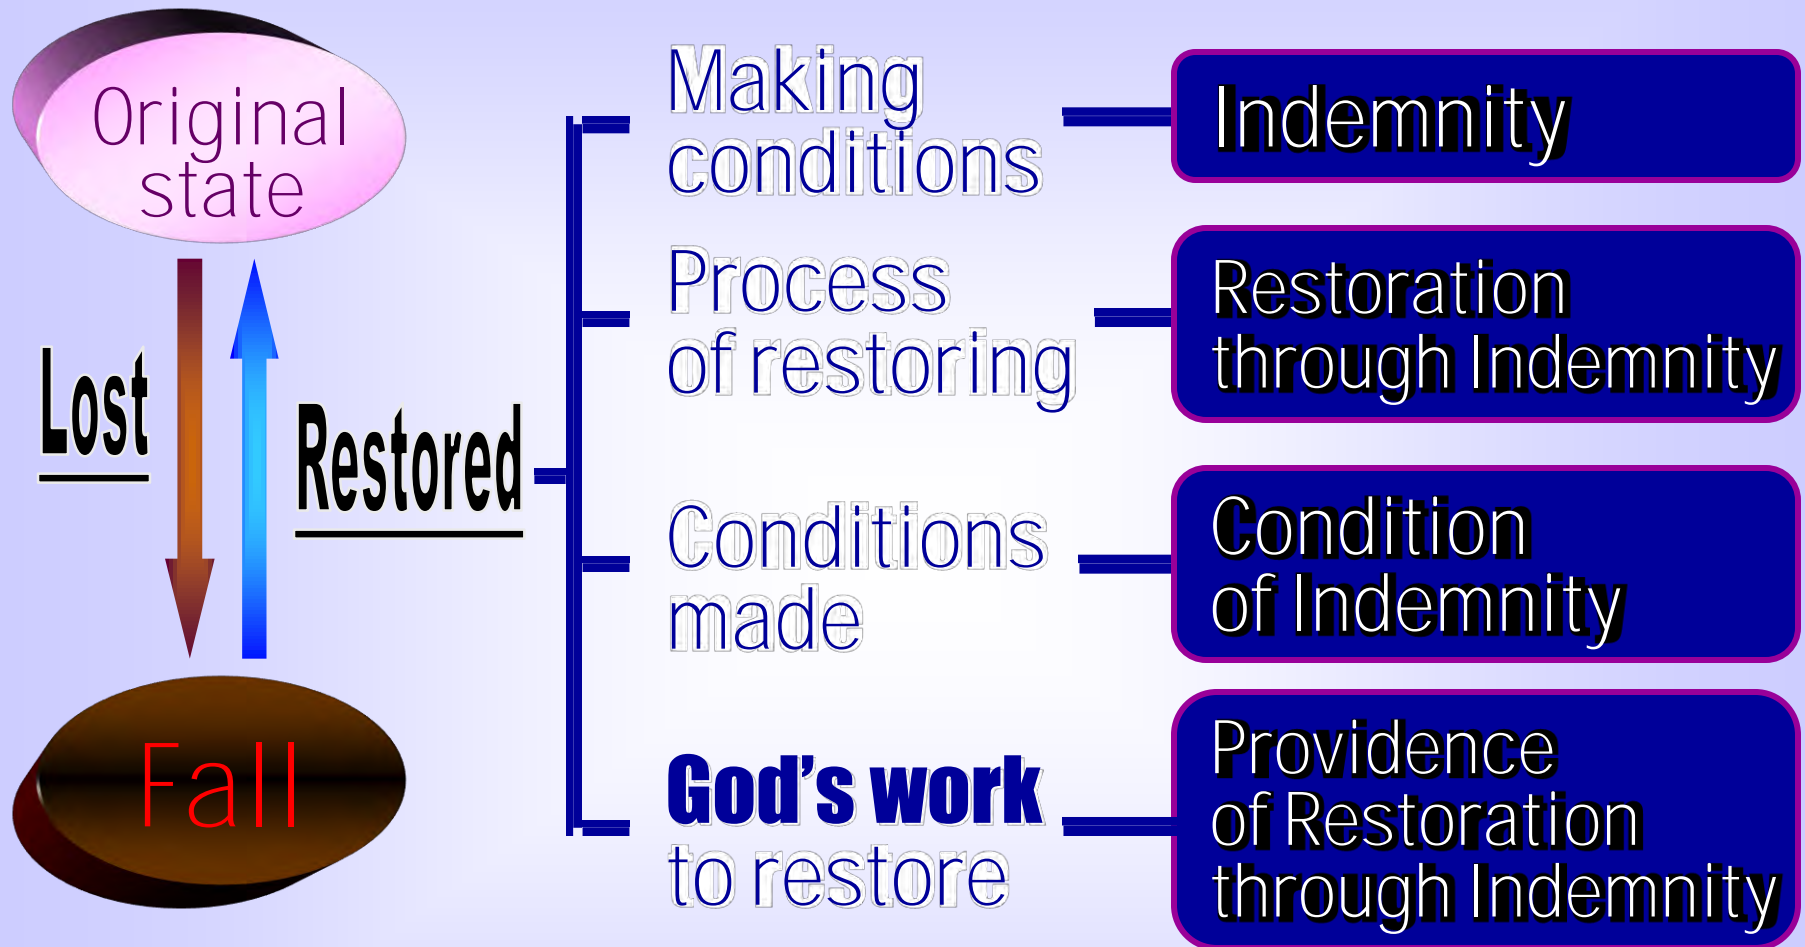 Original
state
Lost
Restored
Fall
Making
conditions
Indemnity
Process
of restoring
Restoration
through Indemnity
Conditions
made
Condition
of Indemnity
God's work
to restore
Providence
of Restoration
through Indemnity